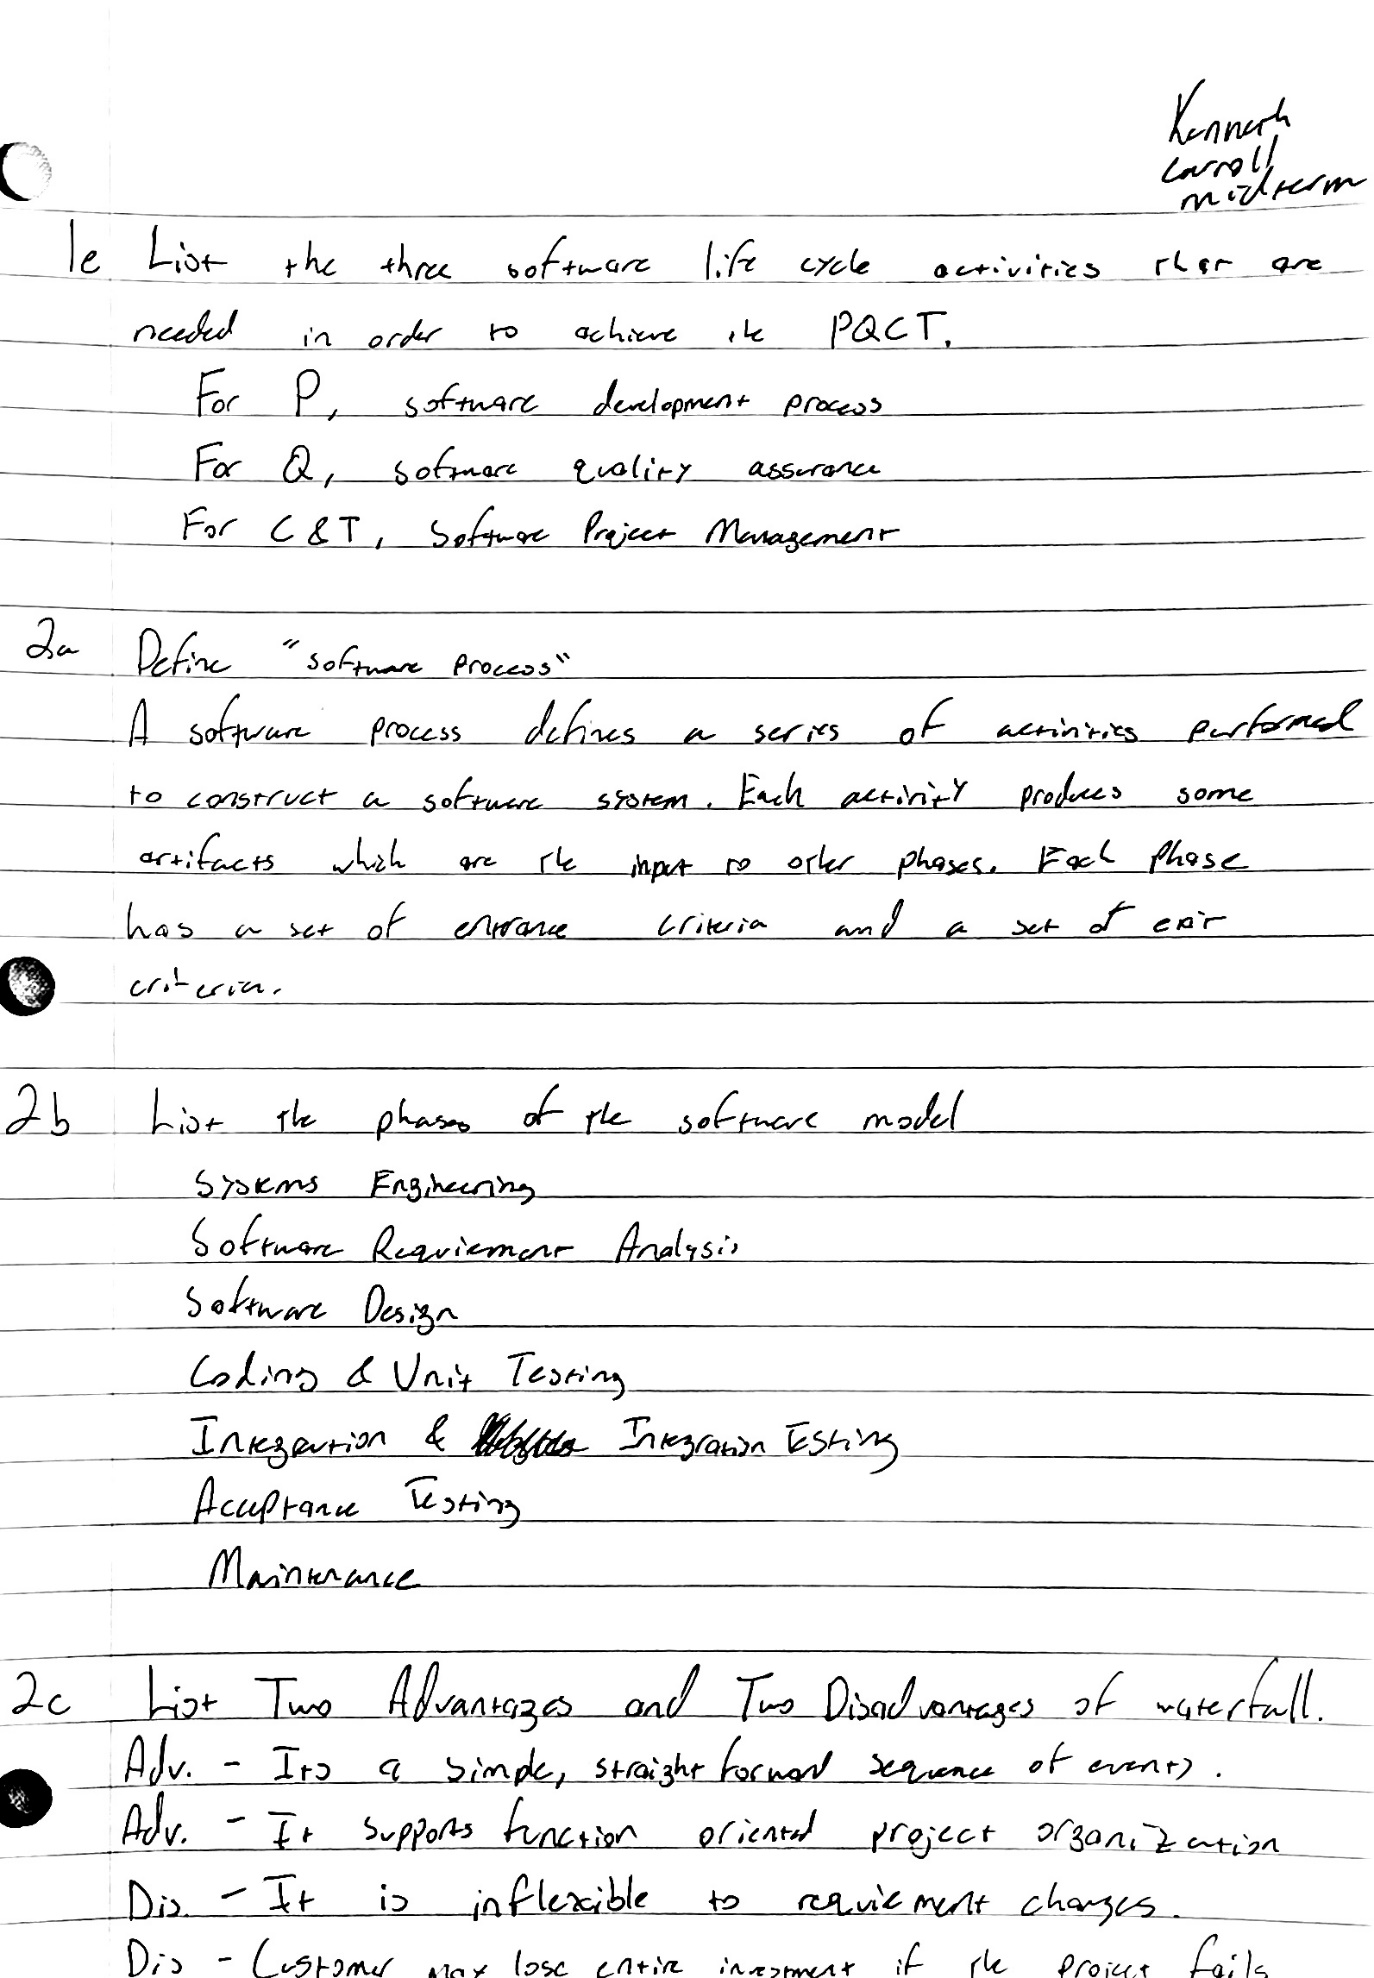 Kenneth
Carroll
midterm
1e List the three software life cycle activities that are
needed in order to achieve the PQCT.
For P, software development process
For Q, software quality assurance
For C & T, Software Project Management
2a Define "software process"
A software process defines a series of activities performed
to construct a software system. Each activity produces some
artifacts which are the input to other phases. Each phase
has a set of entrance criteria and a set of exit
criteria.
2b List the phases of the software model
Systems Engineering
Software Requiement Analysis
Software Design
Coding & Unit Testing
Integration & Integration Testing
Acceptance Testing
Maintenance
2c List Two Advantages and Two Disadvantages of waterfall.
Adv. - Its a simple, straight forward sequence of events.
Adv. - It supports function oriented project organization
Dis. - It is inflexible to requiement changes.
Dis - Customer may lose entire investment if the project fails